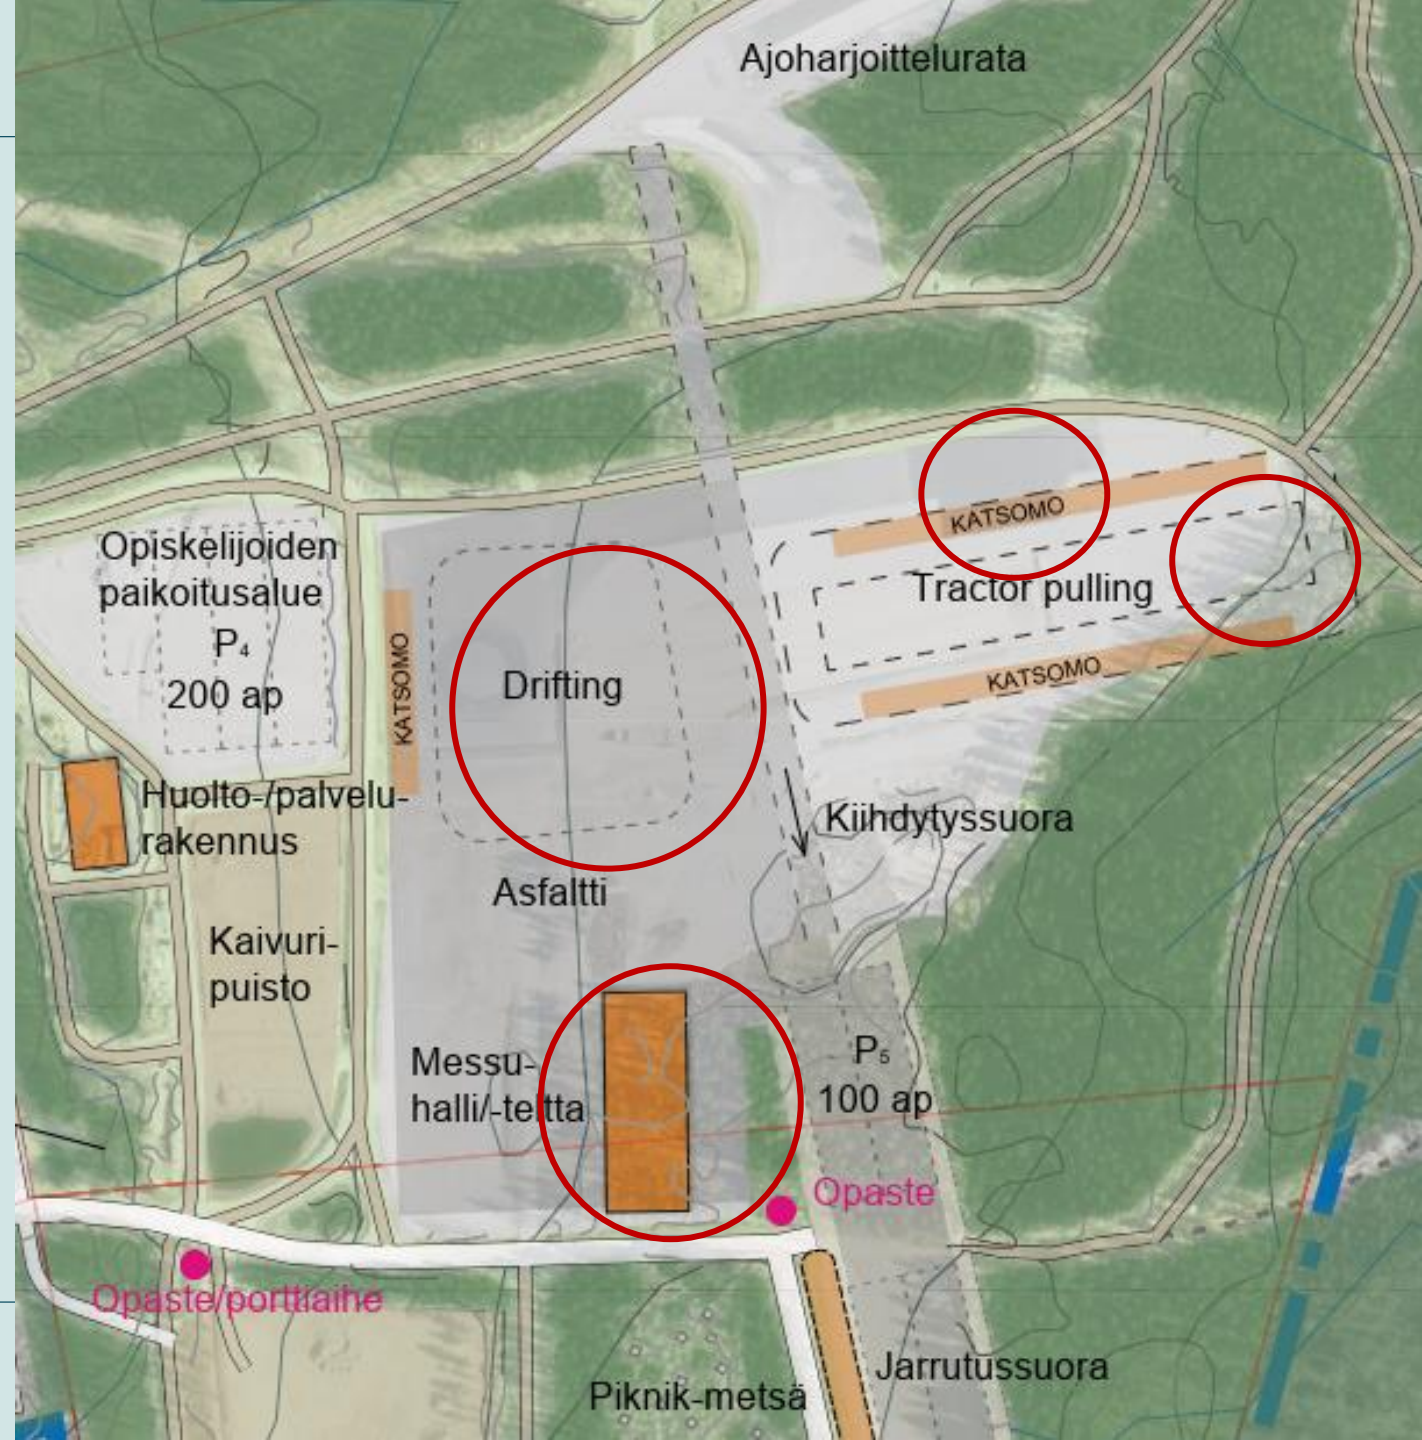 Ajoharjoittelurata
KATSOMO
Opiskelijoiden
paikoitusalue
P₄
200 ap
Tractor pulling
KATSOMO
KATSOMO
Drifting
Huolto-/palvelu-
rakennus
Kiihdytyssuora
Asfaltti
Kaivuri-
puisto
Messu-
halli/-teltta
P₅
100 ap
Opaste
Opaste/porttiaihe
Jarrutussuora
Piknik-metsä